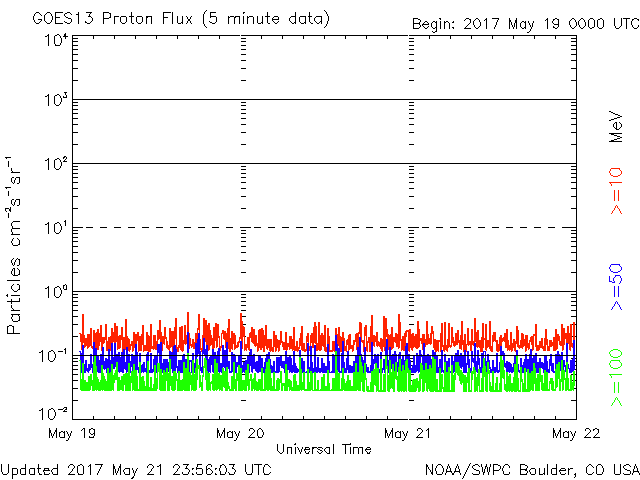 GOES13 Proton Flux (5 minute data)
Begin: 2017 May 19 0000 UTC
10⁴
10³
10²
10¹
10⁰
10⁻¹
10⁻²
Particles cm⁻²s⁻¹sr⁻¹
MeV
>=10
>=50
>=100
May 19
May 20
May 21
May 22
Universal Time
Updated 2017 May 21 23:56:03 UTC
NOAA/SWPC Boulder, CO USA